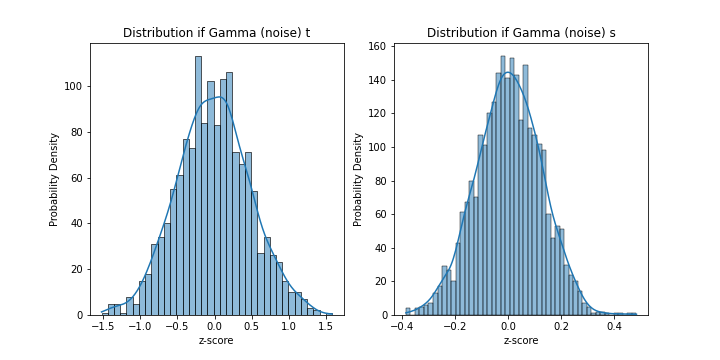 Distribution if Gamma (noise) t
Probability Density
100
80
60
40
20
0
−1.5 −1.0 −0.5 0.0 0.5 1.0 1.5
z-score
Distribution if Gamma (noise) s
Probability Density
160
140
120
100
80
60
40
20
0
−0.4 −0.2 0.0 0.2 0.4
z-score